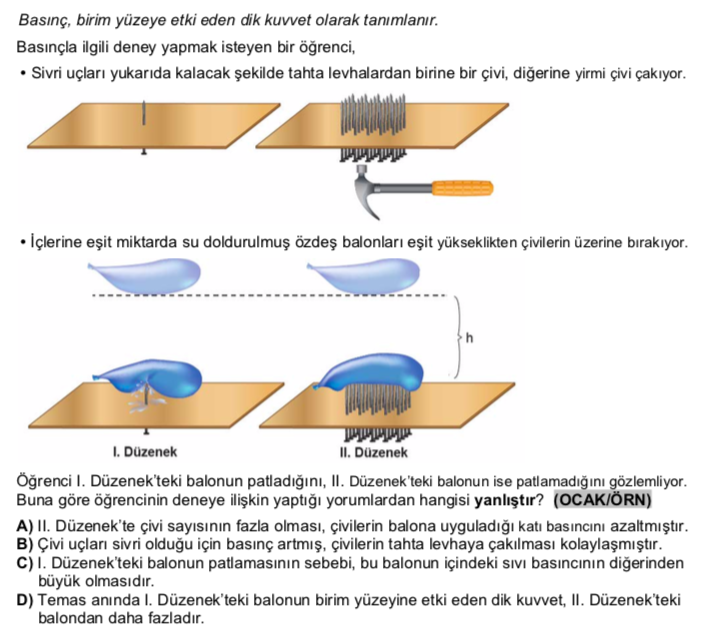 Basınç, birim yüzeye etki eden dik kuvvet olarak tanımlanır.
Basınçla ilgili deney yapmak isteyen bir öğrenci,
• Sivri uçları yukarıda kalacak şekilde tahta levhalardan birine bir çivi, diğerine yirmi çivi çakıyor.
• İçlerine eşit miktarda su doldurulmuş özdeş balonları eşit yükseklikten çivilerin üzerine bırakıyor.
h
I. Düzenek
II. Düzenek
Öğrenci I. Düzenek'teki balonun patladığını, II. Düzenek'teki balonun ise patlamadığını gözlemliyor.
Buna göre öğrencinin deneye ilişkin yaptığı yorumlardan hangisi yanlıştır? (OCAK/ÖRN)
A) II. Düzenek'te çivi sayısının fazla olması, çivilerin balona uyguladığı katı basıncını azaltmıştır.
B) Çivi uçları sivri olduğu için basınç artmış, çivilerin tahta levhaya çakılması kolaylaşmıştır.
C) I. Düzenek'teki balonun patlamasının sebebi, bu balonun içindeki sıvı basıncının diğerinden
büyük olmasıdır.
D) Temas anında I. Düzenek'teki balonun birim yüzeyine etki eden dik kuvvet, II. Düzenek'teki
balondan daha fazladır.